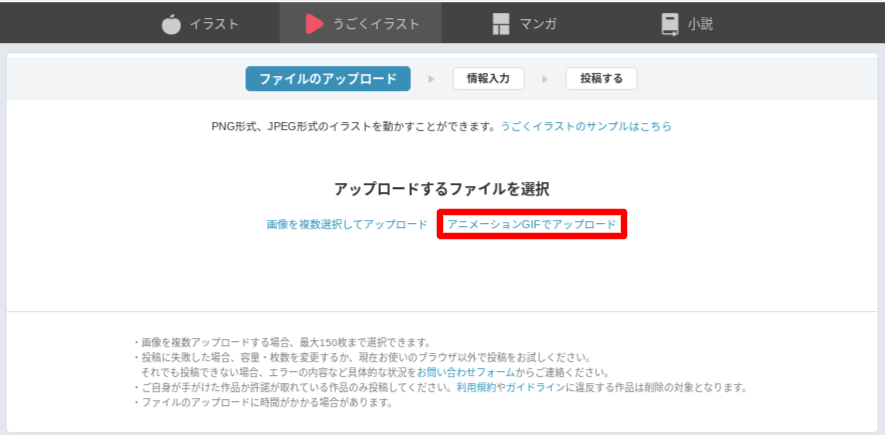 イラスト うごくイラスト マンガ 小説
ファイルのアップロード 情報入力 投稿する
PNG形式、JPEG形式のイラストを動かすことができます。うごくイラストのサンプルはこちら
アップロードするファイルを選択
画像を複数選択してアップロード アニメーションGIFでアップロード
・画像を複数アップロードする場合、最大150枚まで選択できます。
・投稿に失敗した場合、容量・枚数を変更するか、現在お使いのブラウザ以外で投稿をお試しください。
それでも投稿できない場合、エラーの内容など具体的な状況をお問い合わせフォームからご連絡ください。
・ご自身が手がけた作品か許諾が取れている作品のみ投稿してください。利用規約やガイドラインに違反する作品は削除の対象となります。
・ファイルのアップロードに時間がかかる場合があります。